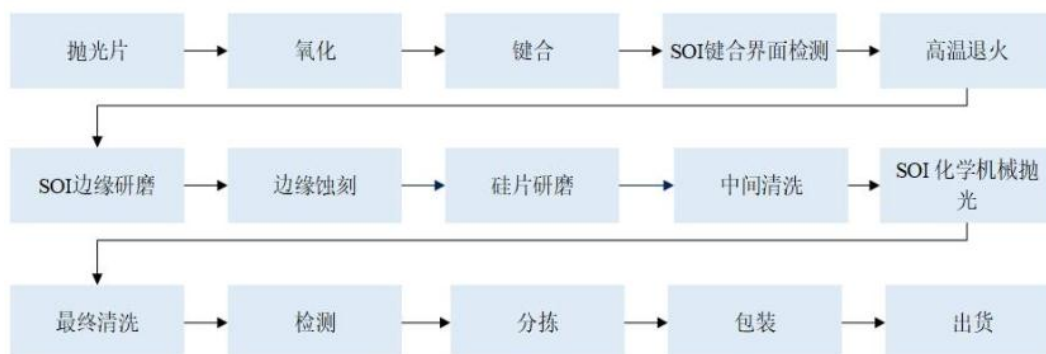 抛光片
氧化
键合
SOI键合界面检测
高温退火
SOI边缘研磨
边缘蚀刻
硅片研磨
中间清洗
SOI 化学机械抛
光
最终清洗
检测
分拣
包装
出货